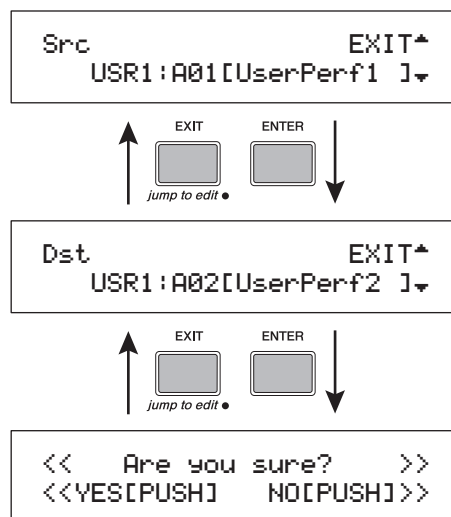 Src EXIT
USR1:A01[UserPerf1 ]
EXIT ENTER
jump to edit
Dst EXIT
USR1:A02[UserPerf2 ]
EXIT ENTER
jump to edit
<< Are you sure? >>
<<YES[PUSH] NO[PUSH]>>